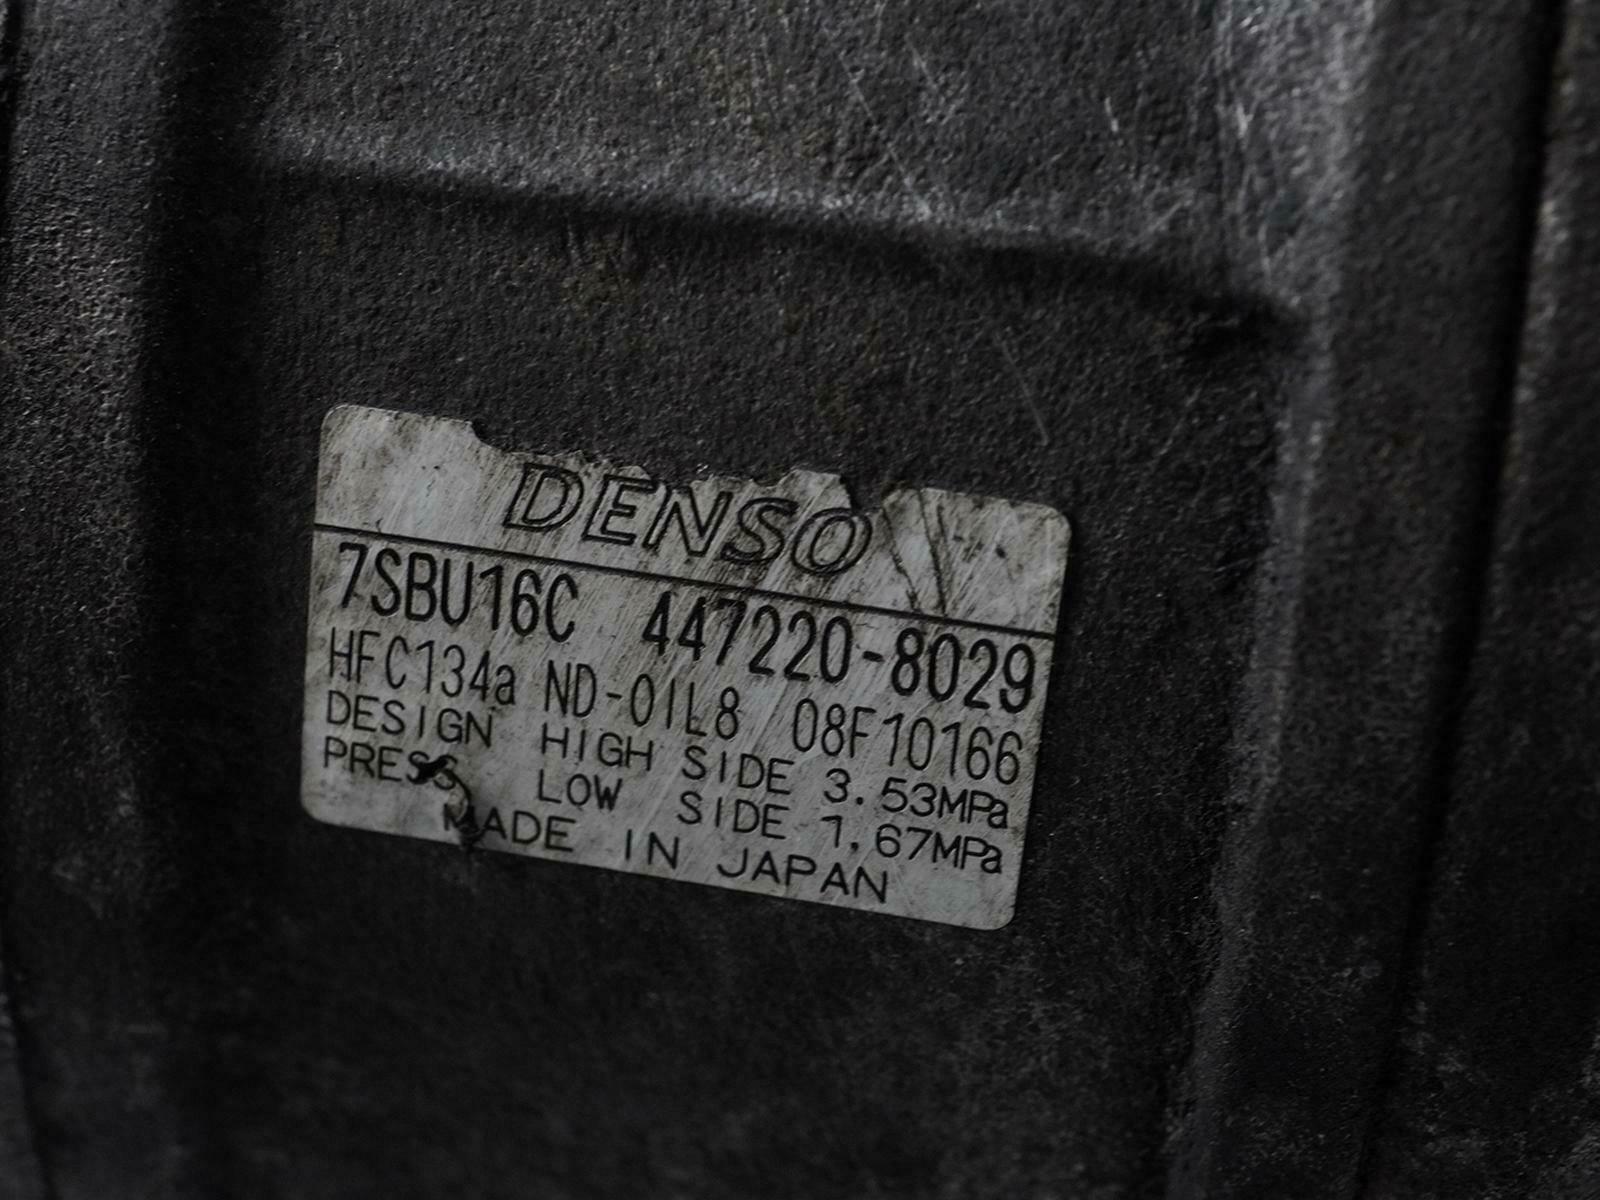 DENSO
7SBU16C 447220-8029
HFC134a ND-OIL8 08F10166
DESIGN HIGH SIDE 3.53MPa
PRESS LOW SIDE 1.67MPa
MADE IN JAPAN